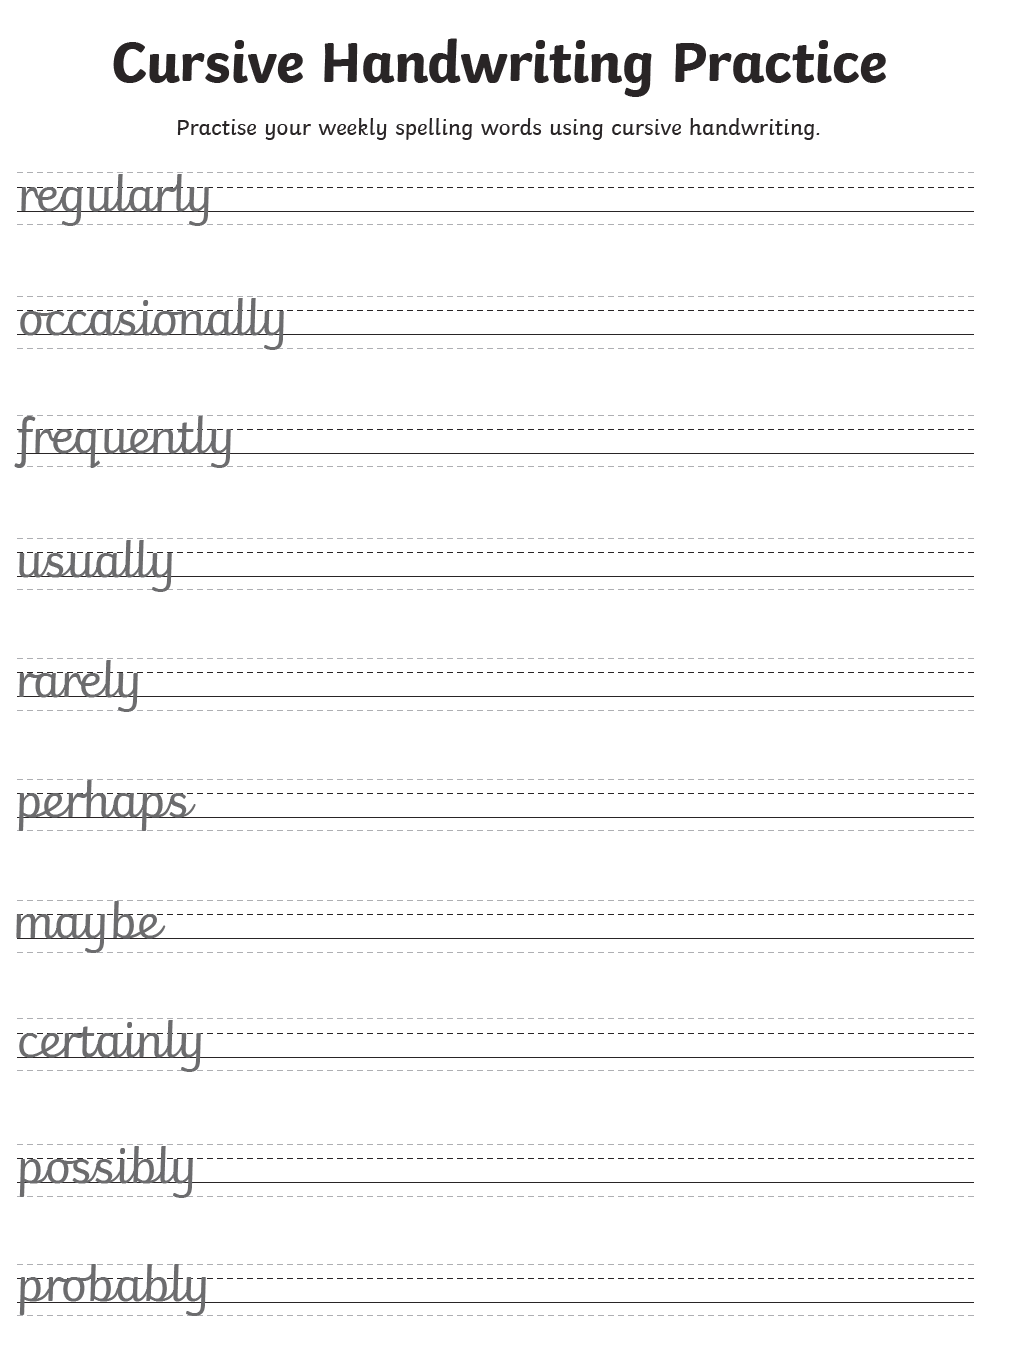 Cursive Handwriting Practice
Practise your weekly spelling words using cursive handwriting.
regularly
occasionally
frequently
usually
rarely
perhaps
maybe
certainly
possibly
probably